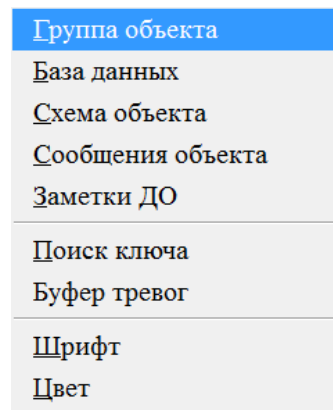 Группа объекта
База данных
Схема объекта
Сообщения объекта
Заметки ДО
Поиск ключа
Буфер тревог
Шрифт
Цвет